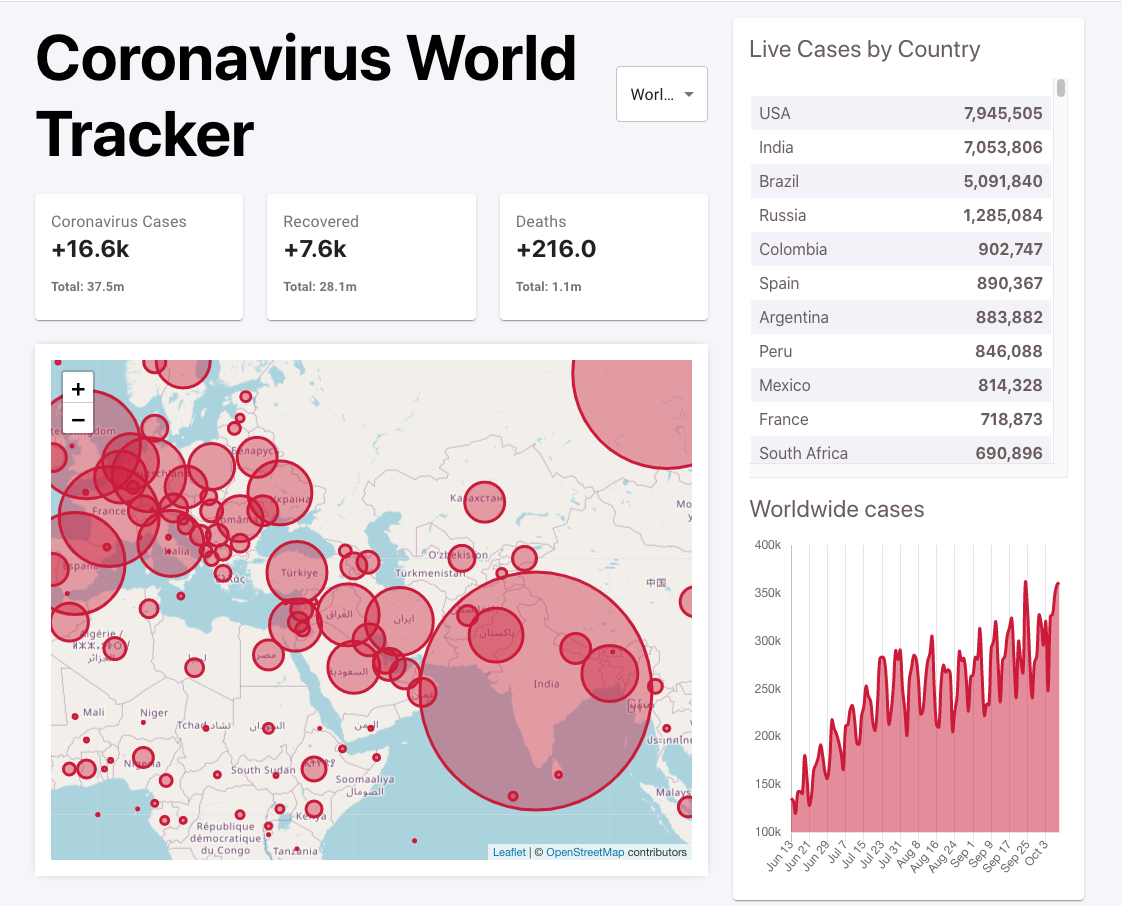 Coronavirus World
Tracker
Worl...
Coronavirus Cases
+16.6k
Total: 37.5m
Recovered
+7.6k
Total: 28.1m
Deaths
+216.0
Total: 1.1m
+
−
Беларусь
Україна
France
Italia
España
Türkiye
Казахстан
Oʻzbekiston
Türkmenistan
中国
العراق
ایران
پاکستان
السعودية
عمان
مصر
ليبيا
India
Algérie /
الجزائر
Mali
Niger
Tchad تشاد
السودان
اليمن
Nigeria
South Sudan
Soomaaliya
الصومال
Kenya
République
démocratique
du Congo
Tanzania
Leaflet | © OpenStreetMap contributors
Live Cases by Country
USA 7,945,505
India 7,053,806
Brazil 5,091,840
Russia 1,285,084
Colombia 902,747
Spain 890,367
Argentina 883,882
Peru 846,088
Mexico 814,328
France 718,873
South Africa 690,896
Worldwide cases
400k
350k
300k
250k
200k
150k
100k
Jun 13
Jun 21
Jun 29
Jul 7
Jul 15
Jul 23
Jul 31
Aug 8
Aug 16
Aug 24
Sep 1
Sep 9
Sep 17
Sep 25
Oct 3